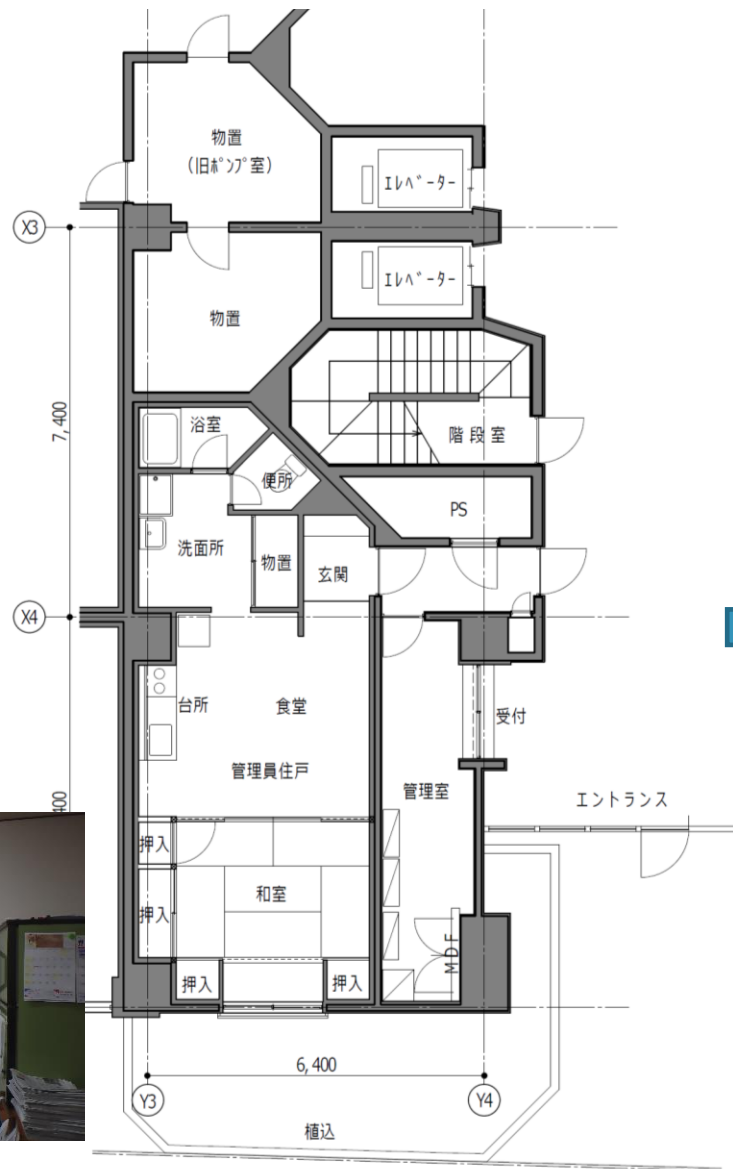 物置
(旧ポンプ室)
エレベーター
X3
エレベーター
物置
7,400
浴室
階段室
便所
PS
洗面所
物置
玄関
X4
台所
食堂
受付
管理員住戸
管理室
エントランス
400
押入
和室
押入
MDF
押入
押入
6,400
Y3
Y4
植込